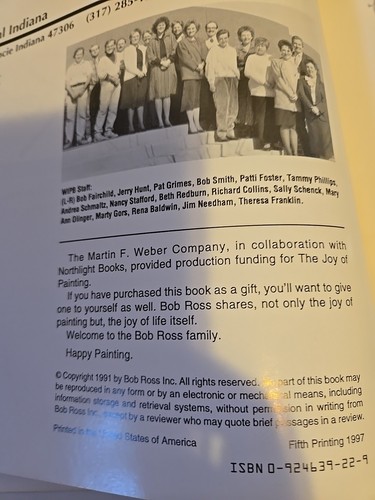 l Indiana
cie Indiana 47306 (317) 285-
WIPB Staff:
(L-R) Bob Fairchild, Jerry Hunt, Pat Grimes, Bob Smith, Patti Foster, Tammy Phillips,
Andrea Schmaltz, Nancy Stafford, Beth Redburn, Richard Collins, Sally Schenck, Mary
Ann Olinger, Marty Gors, Rena Baldwin, Jim Needham, Theresa Franklin.
The Martin F. Weber Company, in collaboration with
Northlight Books, provided production funding for The Joy of
Painting.
If you have purchased this book as a gift, you'll want to give
one to yourself as well. Bob Ross shares, not only the joy of
painting but, the joy of life itself.
Welcome to the Bob Ross family.
Happy Painting.
© Copyright 1991 by Bob Ross Inc. All rights reserved. part of this book may
be reproduced in any form or by an electronic or mechanical means, including
information storage and retrieval systems, without permission in writing from
Bob Ross Inc. except by a reviewer who may quote brief passages in a review.
Printed in the United States of America Fifth Printing 1997
ISBN 0-924639-22-9